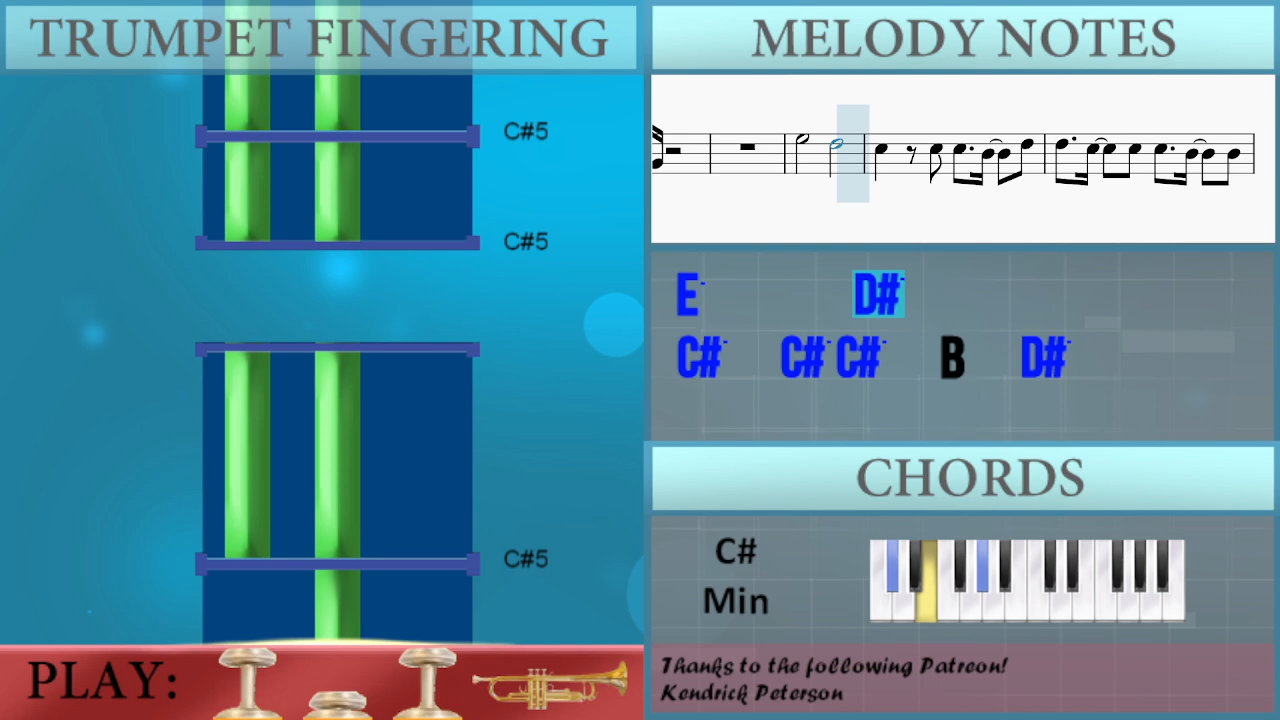 TRUMPET FINGERING
C#5
C#5
C#5
PLAY:
MELODY NOTES
E- D#-
C#- C#- C#- B D#-
CHORDS
C#
Min
Thanks to the following Patreon!
Kendrick Peterson